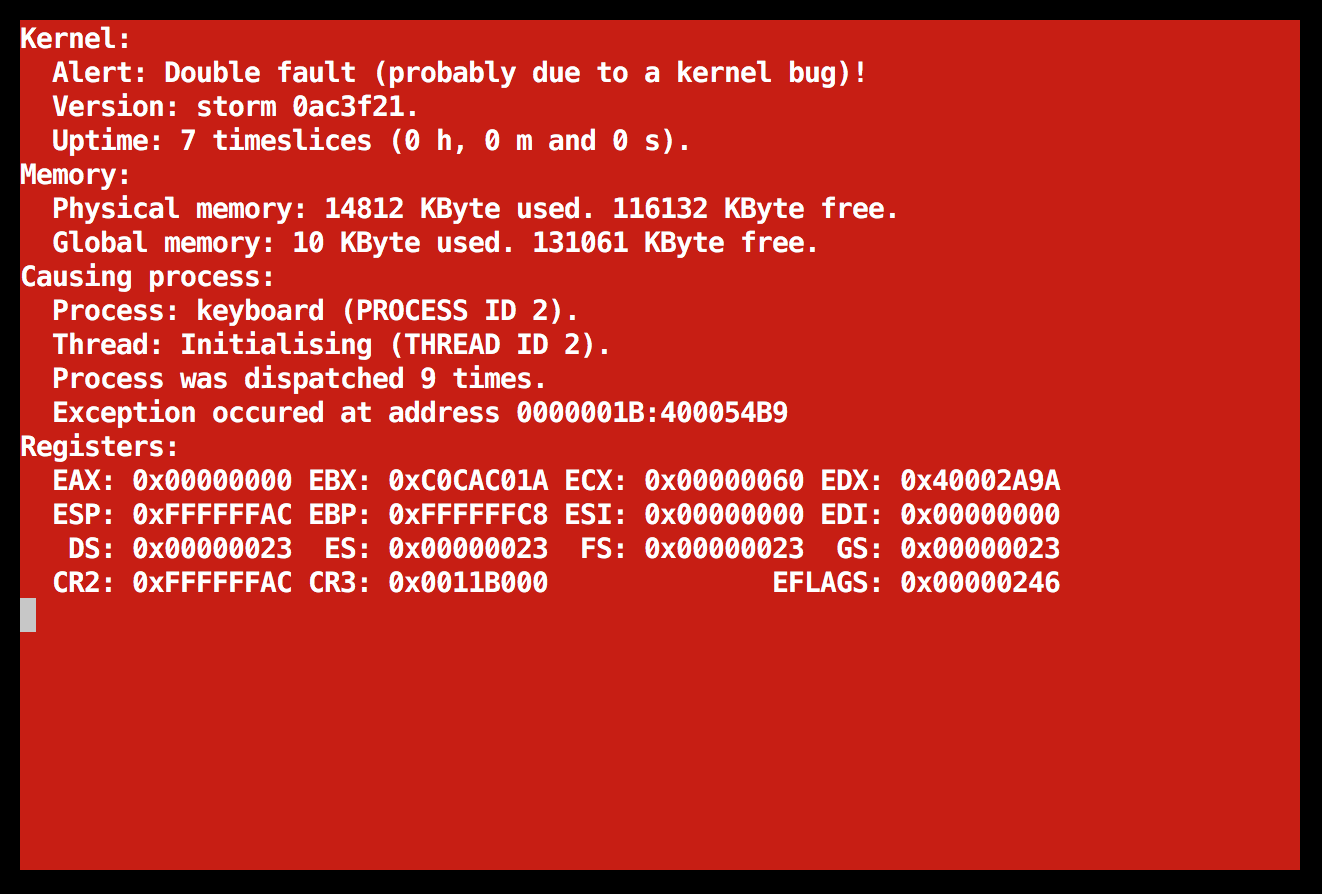 Kernel:
  Alert: Double fault (probably due to a kernel bug)!
  Version: storm 0ac3f21.
  Uptime: 7 timeslices (0 h, 0 m and 0 s).
Memory:
  Physical memory: 14812 KByte used. 116132 KByte free.
  Global memory: 10 KByte used. 131061 KByte free.
Causing process:
  Process: keyboard (PROCESS ID 2).
  Thread: Initialising (THREAD ID 2).
  Process was dispatched 9 times.
  Exception occured at address 0000001B:400054B9
Registers:
  EAX: 0x00000000 EBX: 0xC0CAC01A ECX: 0x00000060 EDX: 0x40002A9A
  ESP: 0xFFFFFFAC EBP: 0xFFFFFFC8 ESI: 0x00000000 EDI: 0x00000000
   DS: 0x00000023  ES: 0x00000023  FS: 0x00000023  GS: 0x00000023
  CR2: 0xFFFFFFAC CR3: 0x0011B000              EFLAGS: 0x00000246